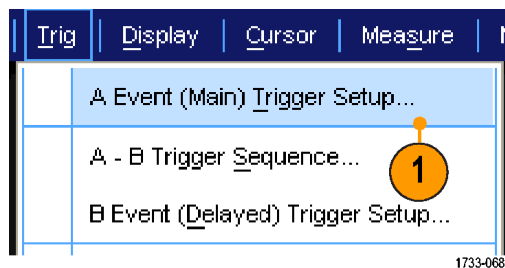 Trig Display Cursor Measure
A Event (Main) Trigger Setup...
1
A - B Trigger Sequence...
B Event (Delayed) Trigger Setup...
1733-068